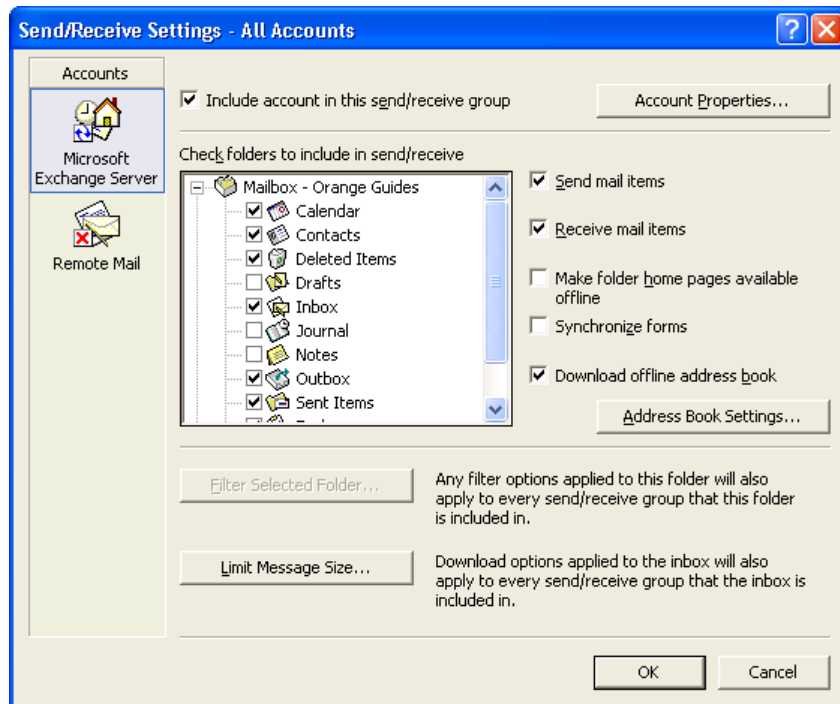 Send/Receive Settings - All Accounts
Accounts
Microsoft
Exchange Server
Remote Mail
Include account in this send/receive group
Account Properties...
Check folders to include in send/receive
Mailbox - Orange Guides
Calendar
Contacts
Deleted Items
Drafts
Inbox
Journal
Notes
Outbox
Sent Items
Send mail items
Receive mail items
Make folder home pages available
offline
Synchronize forms
Download offline address book
Address Book Settings...
Filter Selected Folder...
Any filter options applied to this folder will also
apply to every send/receive group that this folder
is included in.
Limit Message Size...
Download options applied to the inbox will also
apply to every send/receive group that the inbox is
included in.
OK
Cancel